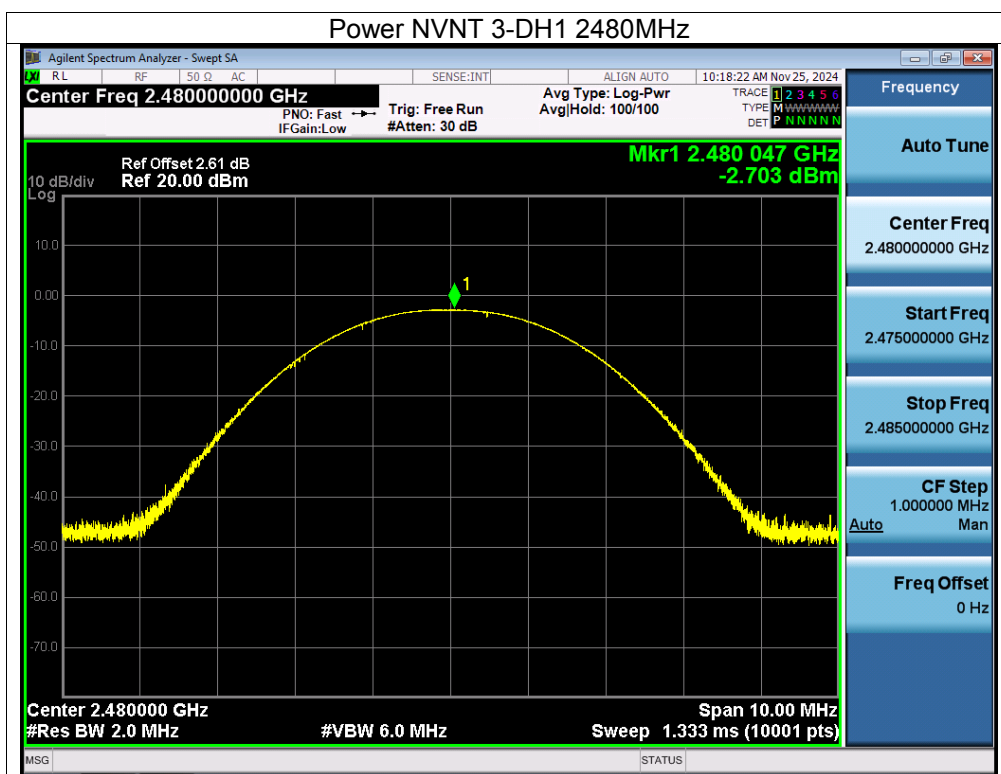 Power NVNT 3-DH1 2480MHz
Agilent Spectrum Analyzer - Swept SA
LXI RL RF 50 Ω AC SENSE:INT ALIGN AUTO 10:18:22 AM Nov 25, 2024
Center Freq 2.480000000 GHz
PNO: Fast
IFGain:Low
Trig: Free Run
#Atten: 30 dB
Avg Type: Log-Pwr
Avg|Hold: 100/100
TRACE 1 2 3 4 5 6
TYPE M WWWWW
DET P N N N N N
Mkr1 2.480 047 GHz
-2.703 dBm
Ref Offset 2.61 dB
10 dB/div Ref 20.00 dBm
Log
10.0
0.00
-10.0
-20.0
-30.0
-40.0
-50.0
-60.0
-70.0
1
Center 2.480000 GHz Span 10.00 MHz
#Res BW 2.0 MHz #VBW 6.0 MHz Sweep 1.333 ms (10001 pts)
MSG STATUS
Frequency
Auto Tune
Center Freq
2.480000000 GHz
Start Freq
2.475000000 GHz
Stop Freq
2.485000000 GHz
CF Step
1.000000 MHz
Auto Man
Freq Offset
0 Hz